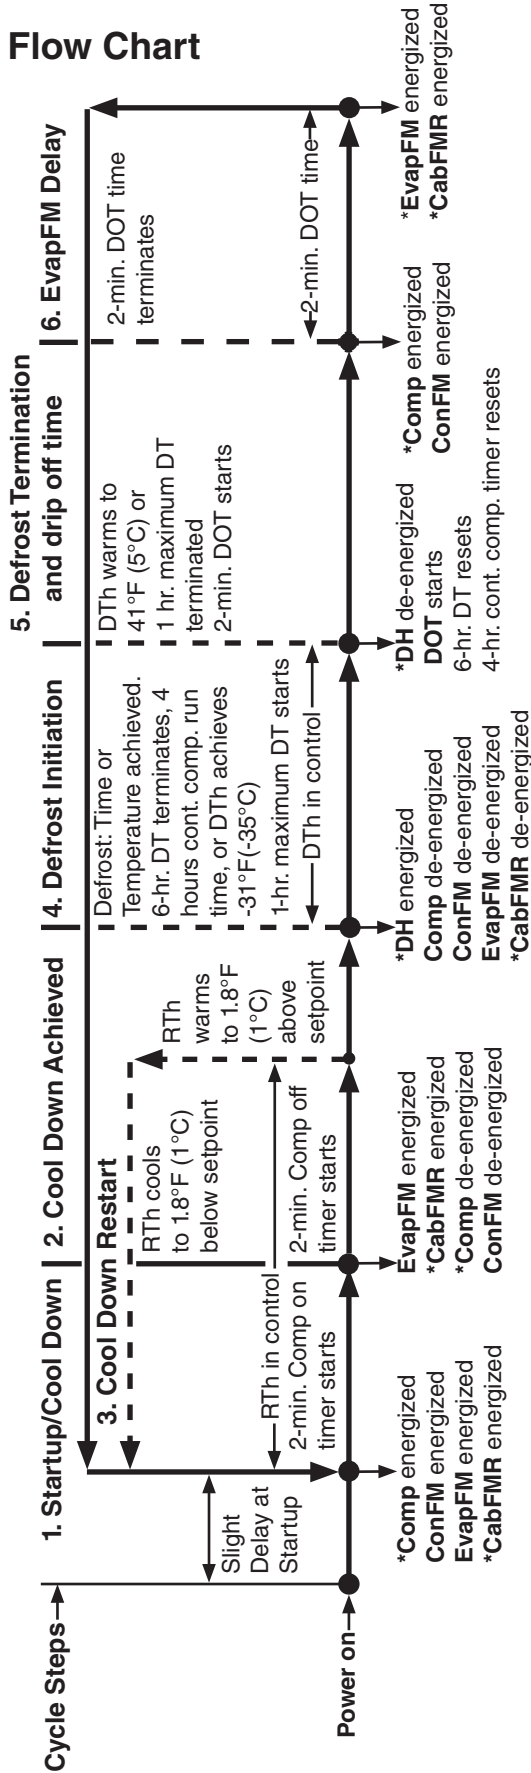 Flow Chart
Cycle Steps
1. Startup/Cool Down
2. Cool Down Achieved
4. Defrost Initiation
5. Defrost Termination
and drip off time
6. EvapFM Delay
3. Cool Down Restart
Slight
Delay at
Startup
RTh in control
2-min. Comp on
timer starts
RTh cools
to 1.8°F (1°C)
below setpoint
2-min. Comp off
timer starts
RTh
warms
to 1.8°F
(1°C)
above
setpoint
Defrost: Time or
Temperature achieved.
6-hr. DT terminates, 4
hours cont. comp. run
time, or DTh achieves
-31°F(-35°C)
1-hr. maximum DT starts
DTh in control
DTh warms to
41°F (5°C) or
1 hr. maximum DT
terminated
2-min. DOT starts
2-min. DOT time
terminates
2-min. DOT time
Power on
*Comp energized
ConFM energized
EvapFM energized
*CabFMR energized
EvapFM energized
*CabFMR energized
*Comp de-energized
ConFM de-energized
*DH energized
Comp de-energized
ConFM de-energized
EvapFM de-energized
*CabFMR de-energized
*DH de-energized
DOT starts
6-hr. DT resets
4-hr. cont. comp. timer resets
*Comp energized
ConFM energized
*EvapFM energized
*CabFMR energized